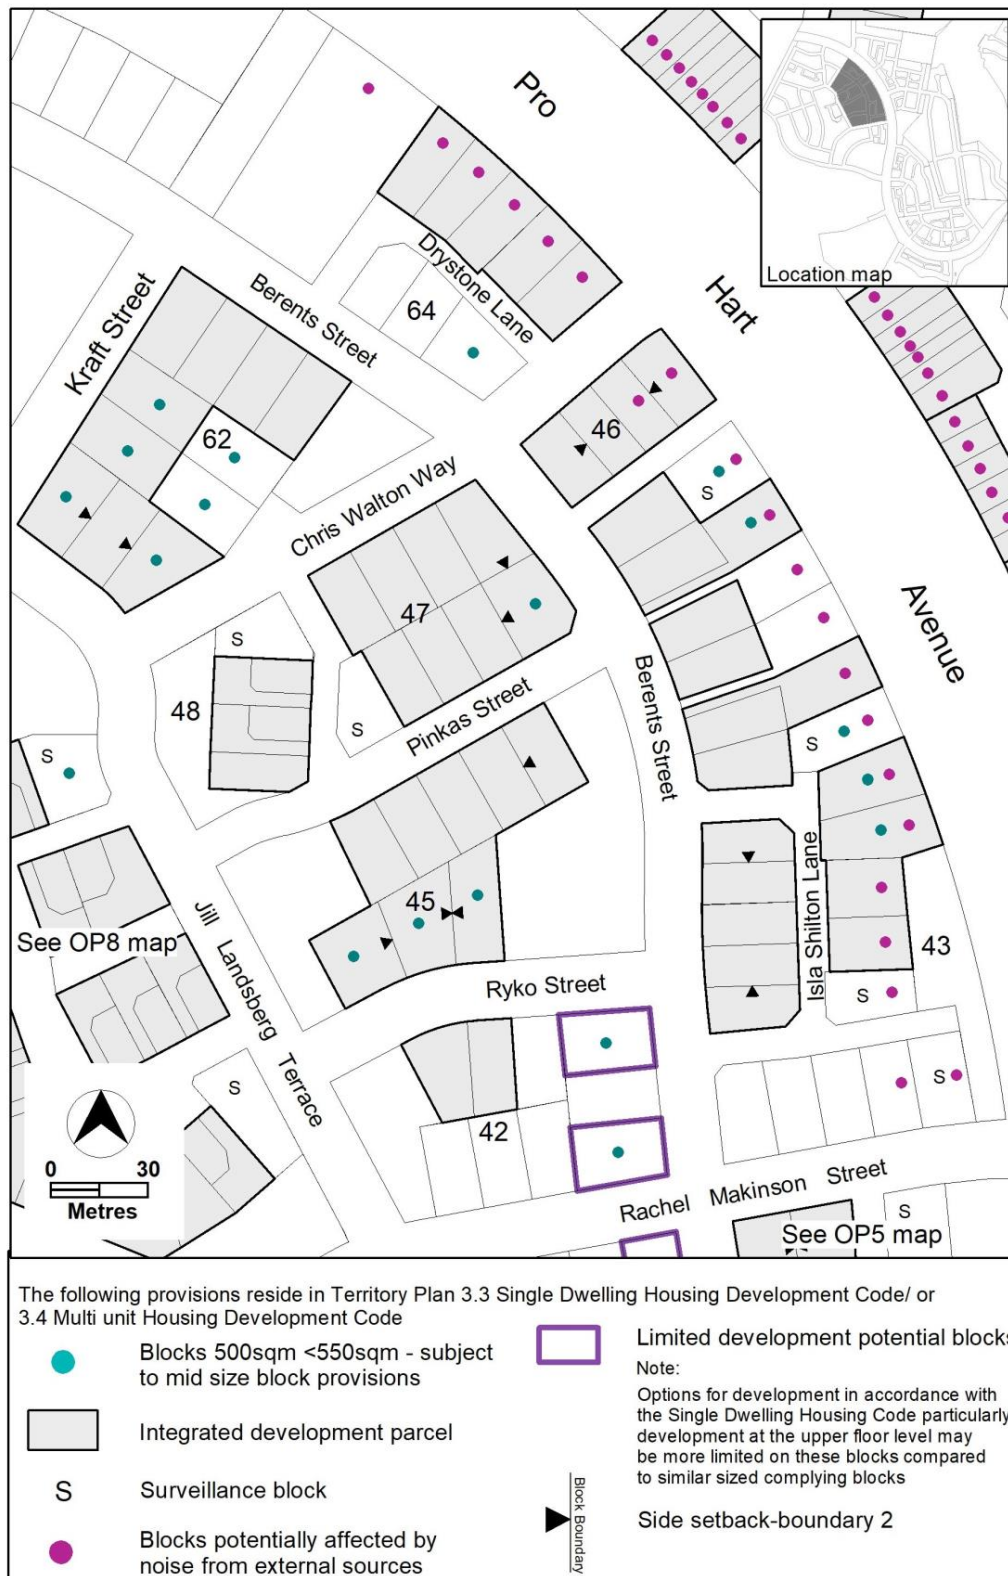 Pro
Hart
Avenue
Location map
Kraft Street
Berents Street
Drystone Lane
64
62
46
S
Chris Walton Way
47
S
48
S
Pinkas Street
Berents Street
S
S
45
Isla Shilton Lane
43
See OP8 map
Jill Landsberg Terrace
Ryko Street
S
S
S
42
0 30
Metres
Rachel Makinson Street
S
See OP5 map
The following provisions reside in Territory Plan 3.3 Single Dwelling Housing Development Code/ or
3.4 Multi unit Housing Development Code
Blocks 500sqm <550sqm - subject
to mid size block provisions
Integrated development parcel
S Surveillance block
Blocks potentially affected by
noise from external sources
Limited development potential blocks
Note:
Options for development in accordance with
the Single Dwelling Housing Code particularly
development at the upper floor level may
be more limited on these blocks compared
to similar sized complying blocks
Block Boundary
Side setback-boundary 2